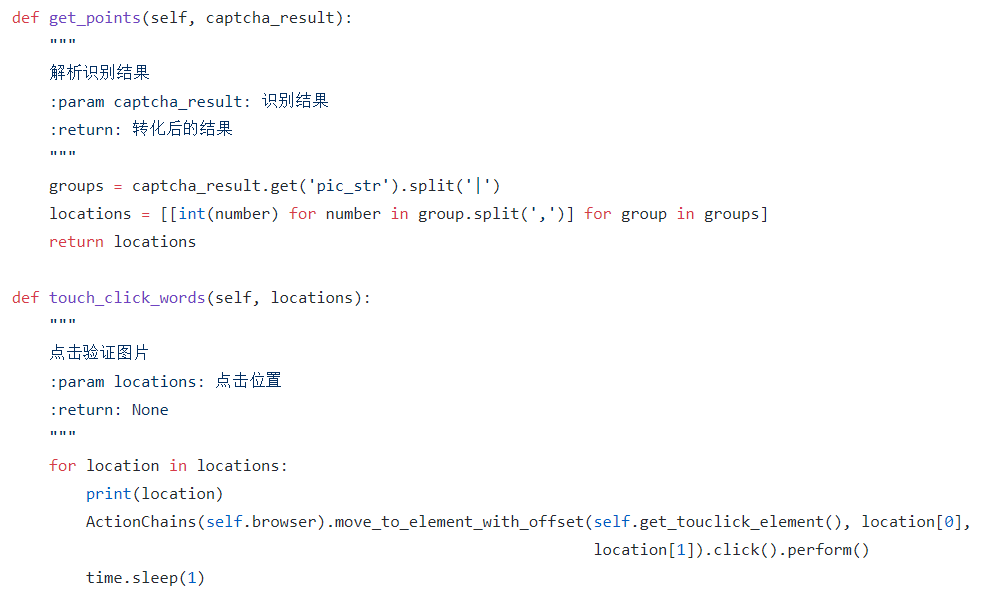 def get_points(self, captcha_result):
    """
    解析识别结果
    :param captcha_result: 识别结果
    :return: 转化后的结果
    """
    groups = captcha_result.get('pic_str').split('|')
    locations = [[int(number) for number in group.split(',')] for group in groups]
    return locations

def touch_click_words(self, locations):
    """
    点击验证图片
    :param locations: 点击位置
    :return: None
    """
    for location in locations:
        print(location)
        ActionChains(self.browser).move_to_element_with_offset(self.get_touclick_element(), location[0],
                                                               location[1]).click().perform()
        time.sleep(1)